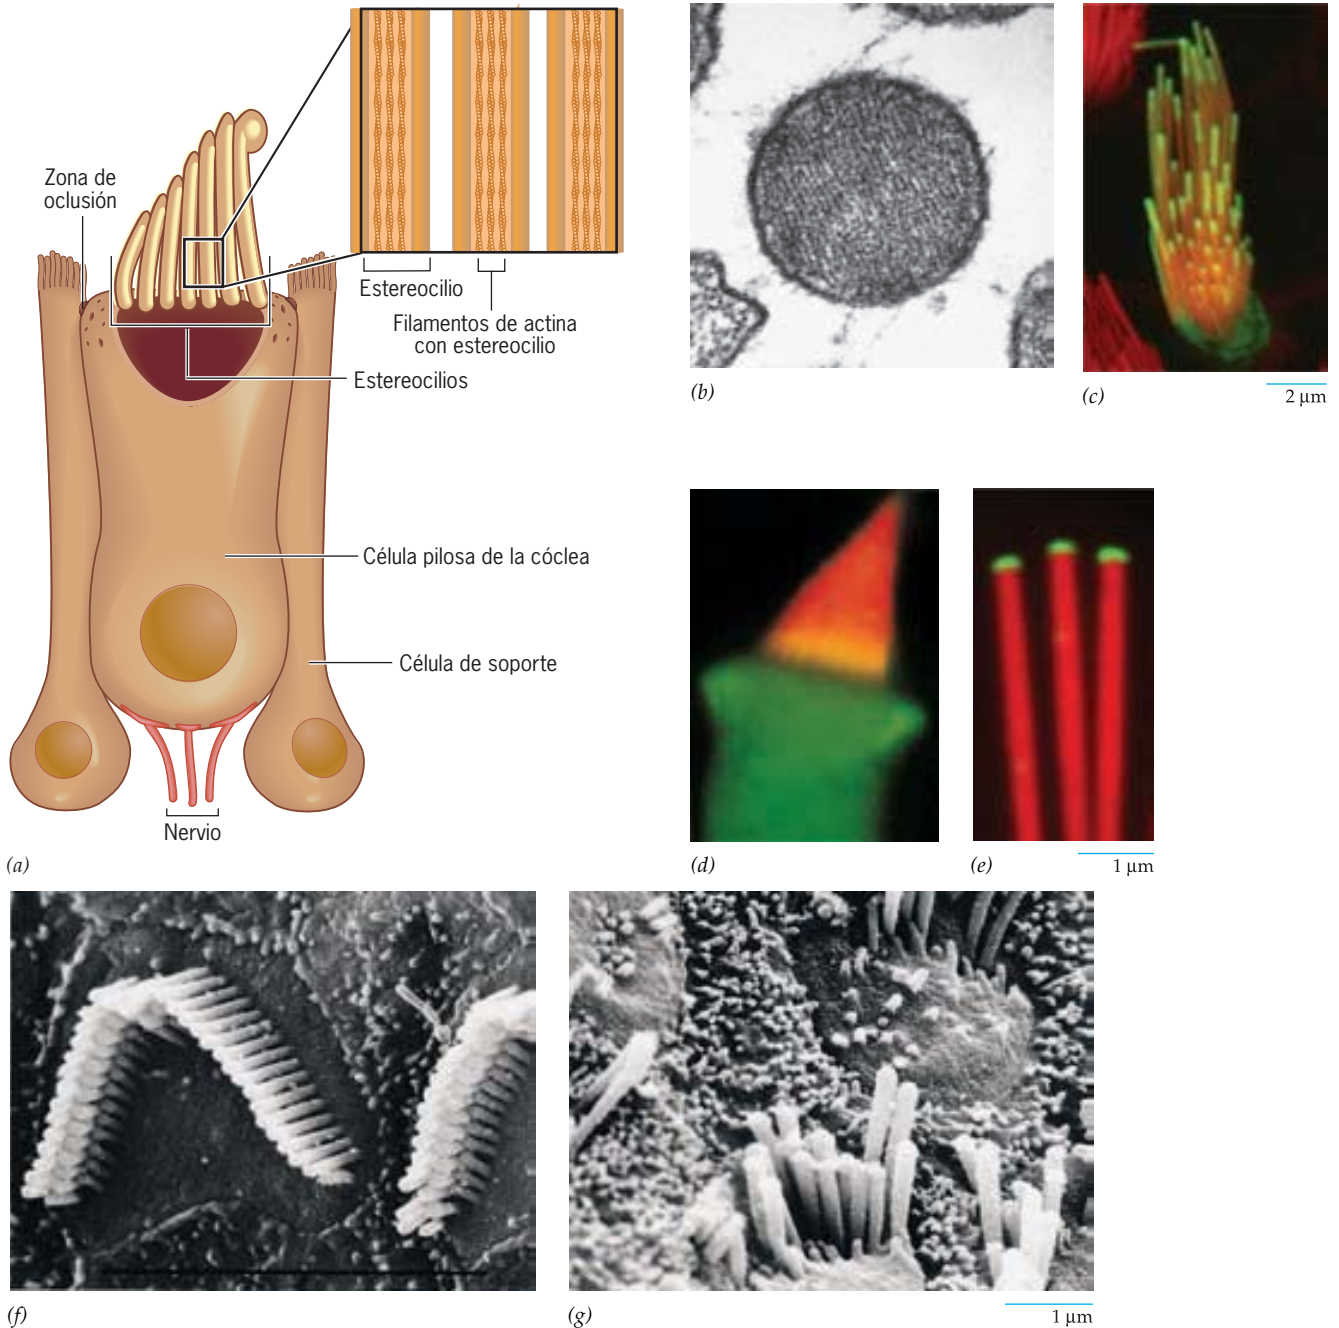 Zona de
oclusión
Estereocilio
Filamentos de actina
con estereocilio
Estereocilios
Célula pilosa de la cóclea
Célula de soporte
Nervio
(a)
(b)
(c)
2 µm
(d)
(e)
1 µm
(f)
(g)
1 µm